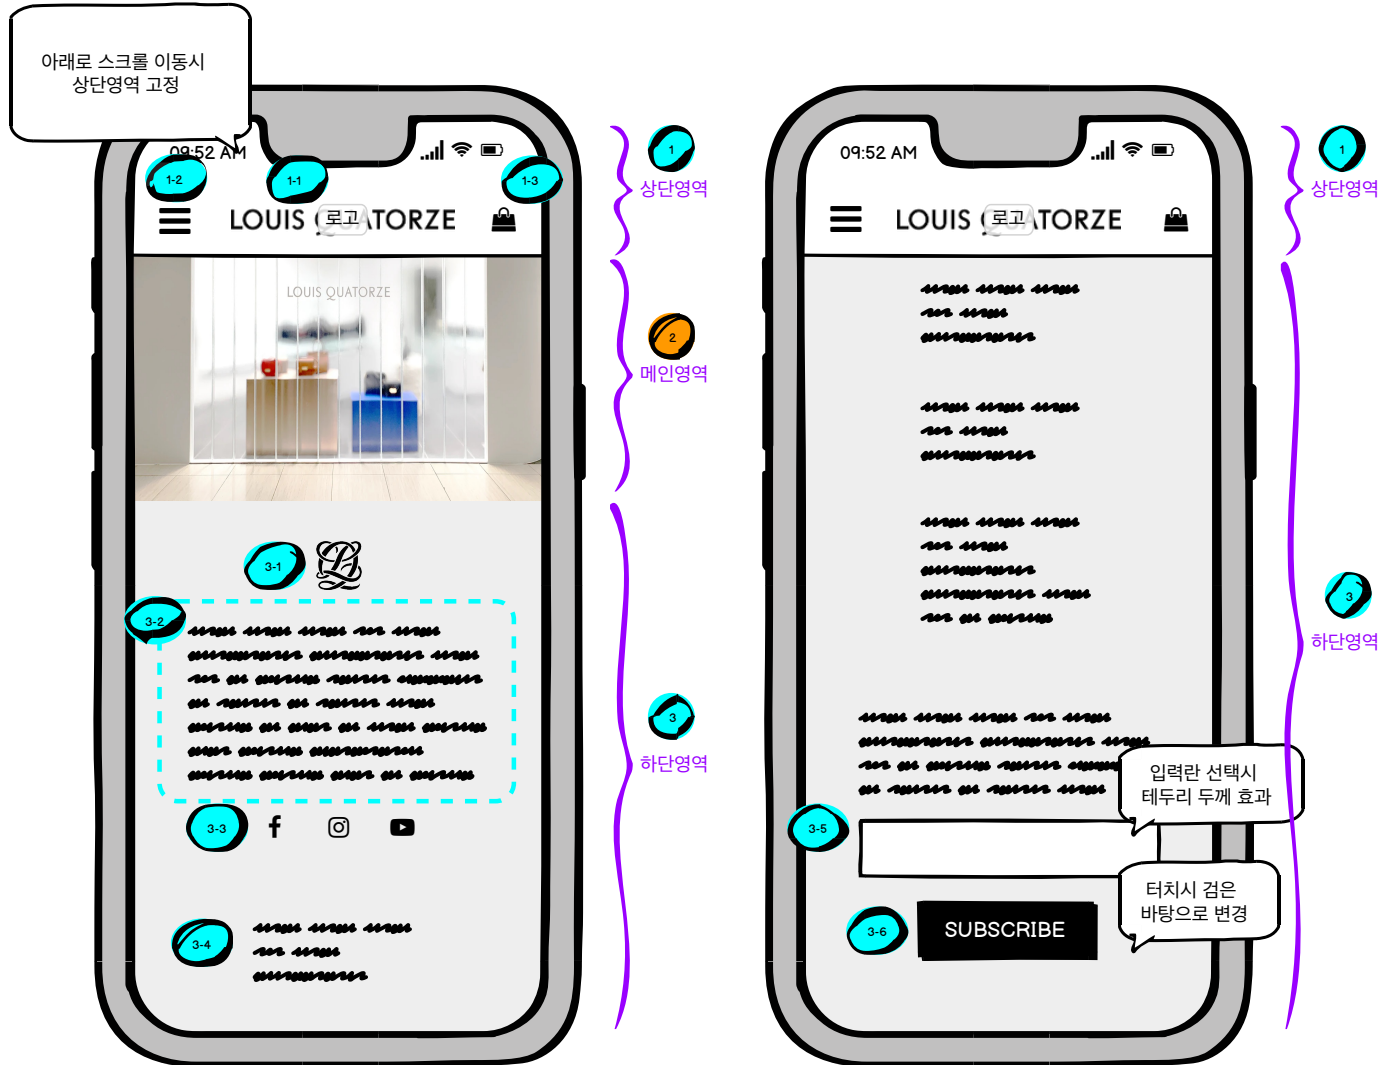 아래로 스크롤 이동시
상단영역 고정
09:52 AM
1-2
1-1
1-3
LOUIS QUATORZE
로고
1
상단영역
LOUIS QUATORZE
2
메인영역
3-1
3-2
3-3
3-4
3
하단영역
09:52 AM
LOUIS QUATORZE
로고
1
상단영역
3
하단영역
입력란 선택시
테두리 두께 효과
3-5
터치시 검은
바탕으로 변경
3-6
SUBSCRIBE